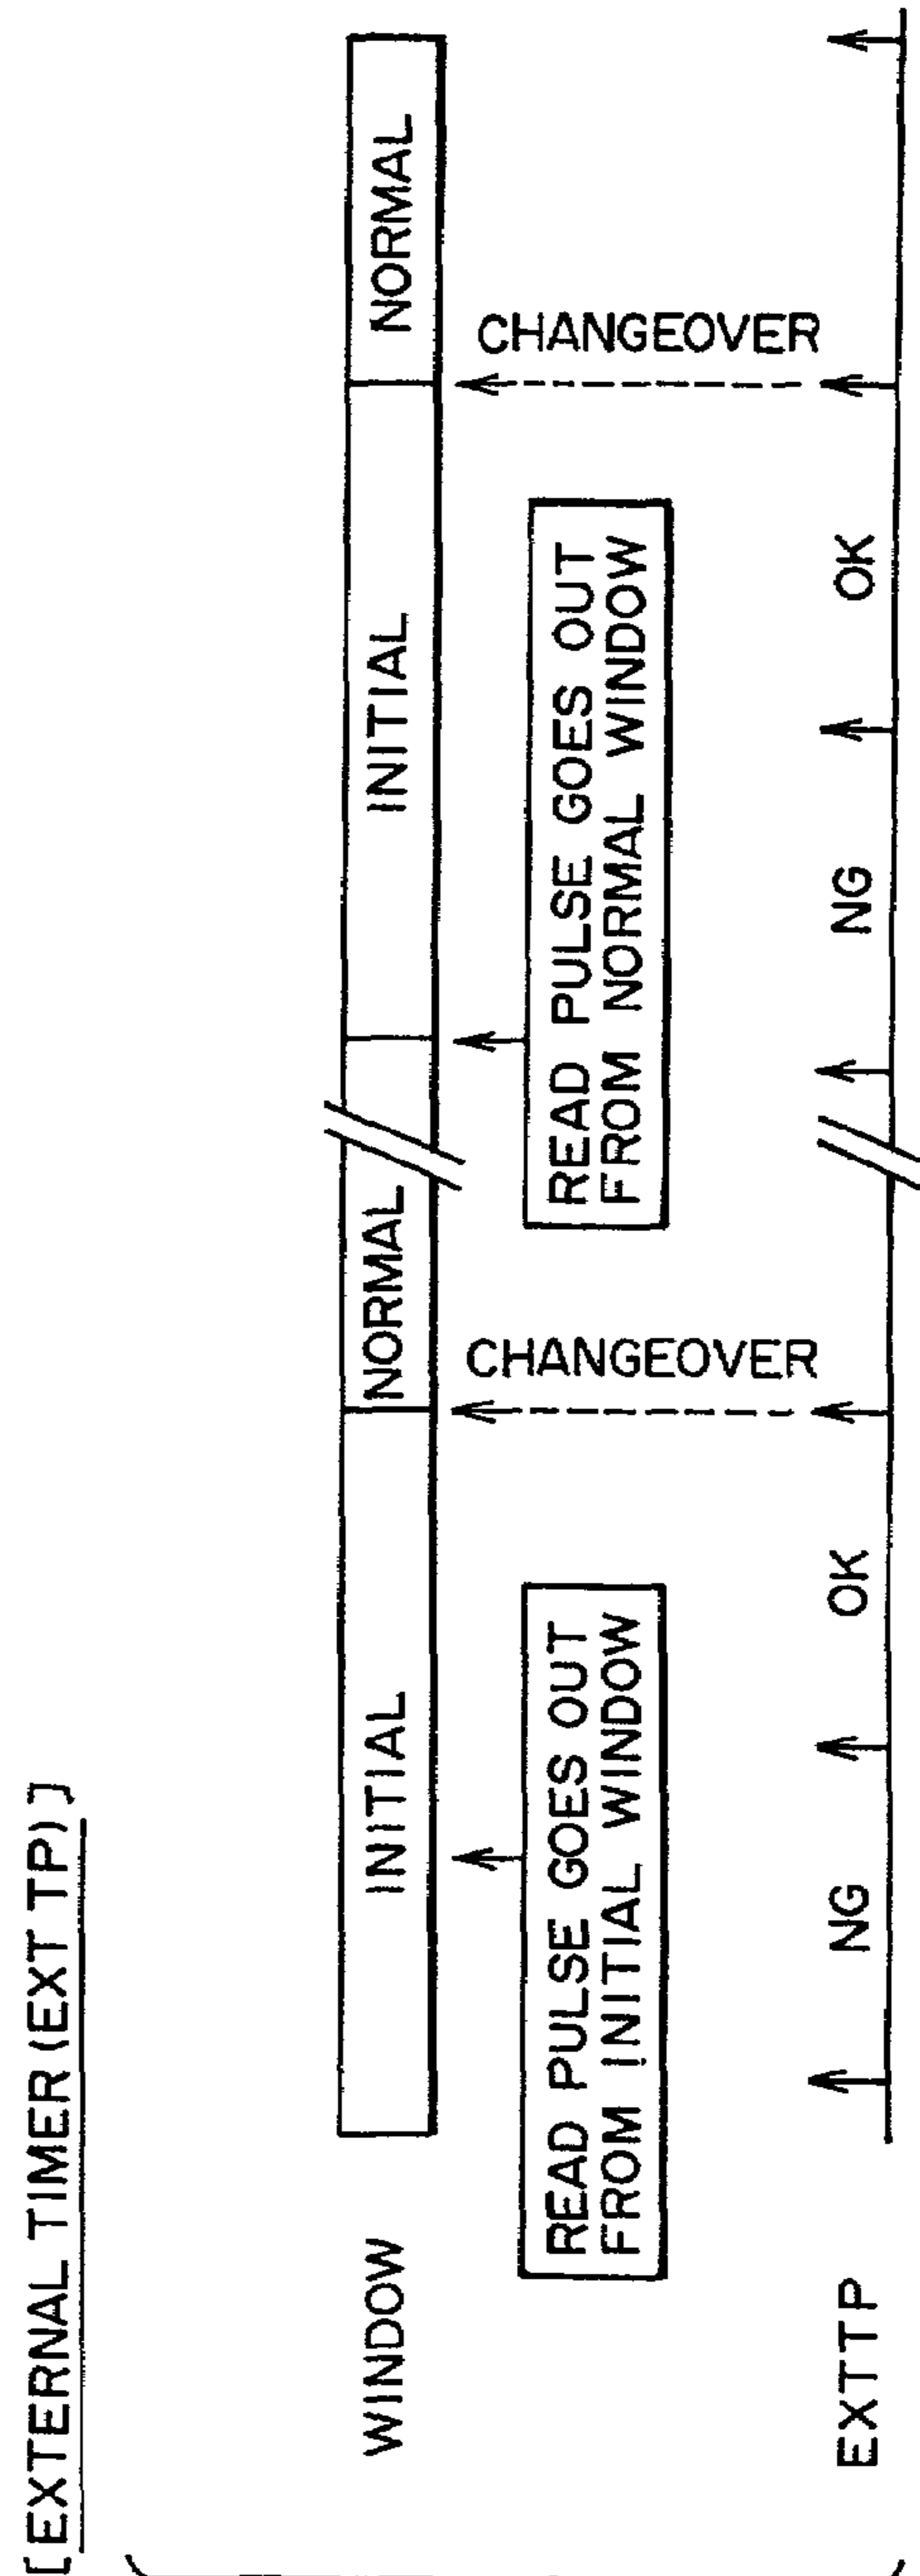 [EXTERNAL TIMER (EXT TP)]
WINDOW
INITIAL
NORMAL
INITIAL
NORMAL
READ PULSE GOES OUT
FROM INITIAL WINDOW
CHANGEOVER
READ PULSE GOES OUT
FROM NORMAL WINDOW
CHANGEOVER
EXTTP
NG
OK
NG
OK